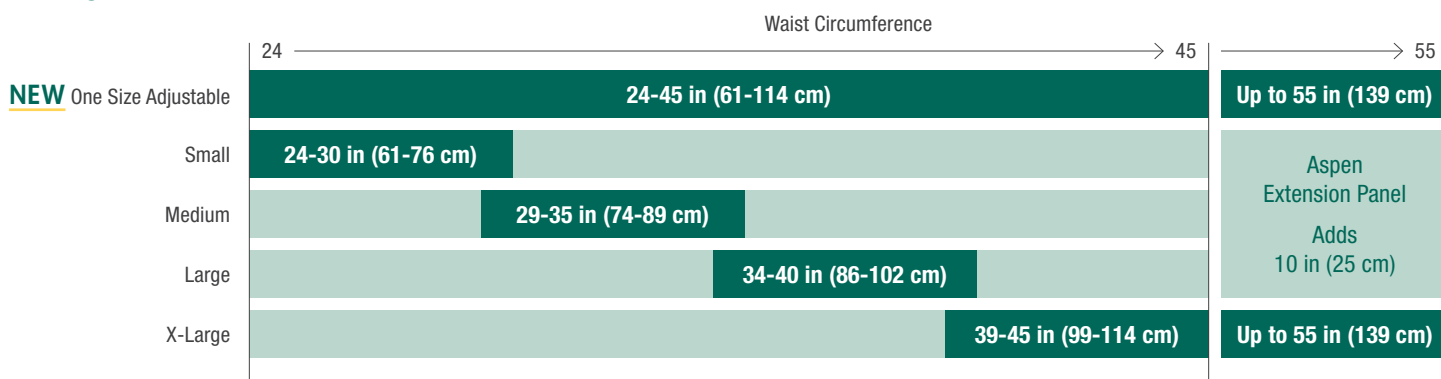 Waist Circumference
24 45 55
NEW One Size Adjustable 24-45 in (61-114 cm) Up to 55 in (139 cm)
Small 24-30 in (61-76 cm)
Aspen
Extension Panel
Adds
10 in (25 cm)
Medium 29-35 in (74-89 cm)
Large 34-40 in (86-102 cm)
X-Large 39-45 in (99-114 cm) Up to 55 in (139 cm)